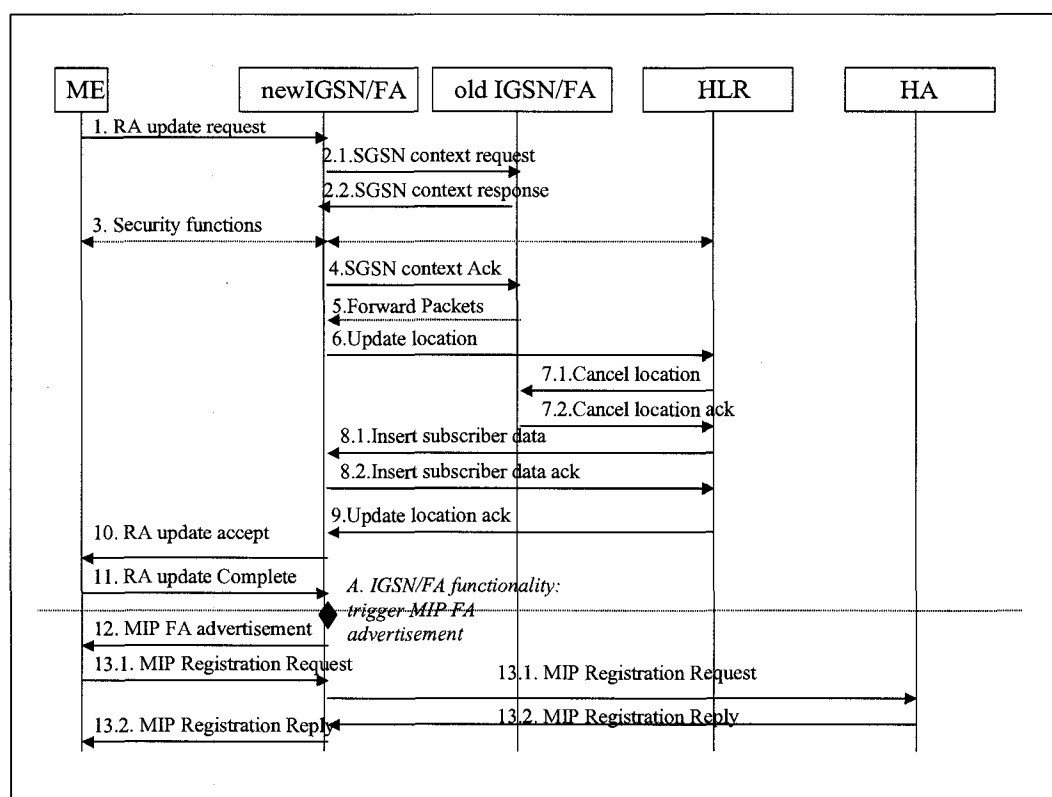 ME
newIGSN/FA
old IGSN/FA
HLR
HA
1. RA update request
2.1.SGSN context request
2.2.SGSN context response
3. Security functions
4.SGSN context Ack
5.Forward Packets
6.Update location
7.1.Cancel location
7.2.Cancel location ack
8.1.Insert subscriber data
8.2.Insert subscriber data ack
9.Update location ack
10. RA update accept
11. RA update Complete
A. IGSN/FA functionality:
trigger MIP FA
advertisement
12. MIP FA advertisement
13.1. MIP Registration Request
13.1. MIP Registration Request
13.2. MIP Registration Reply
13.2. MIP Registration Reply